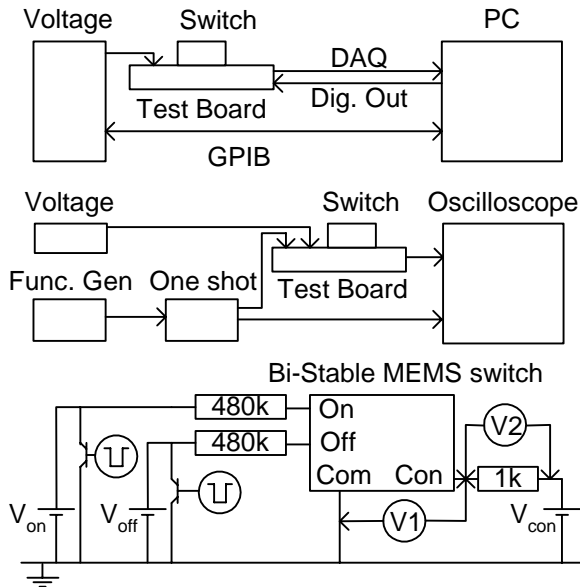 Voltage Switch PC
DAQ
Dig. Out
Test Board
GPIB
Voltage Switch Oscilloscope
Func. Gen One shot Test Board
Bi-Stable MEMS switch
480k On
480k Off V2
Com Con 1k
Von Voff V1 Vcon